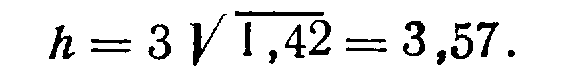 h = 3 √1,42 = 3,57.